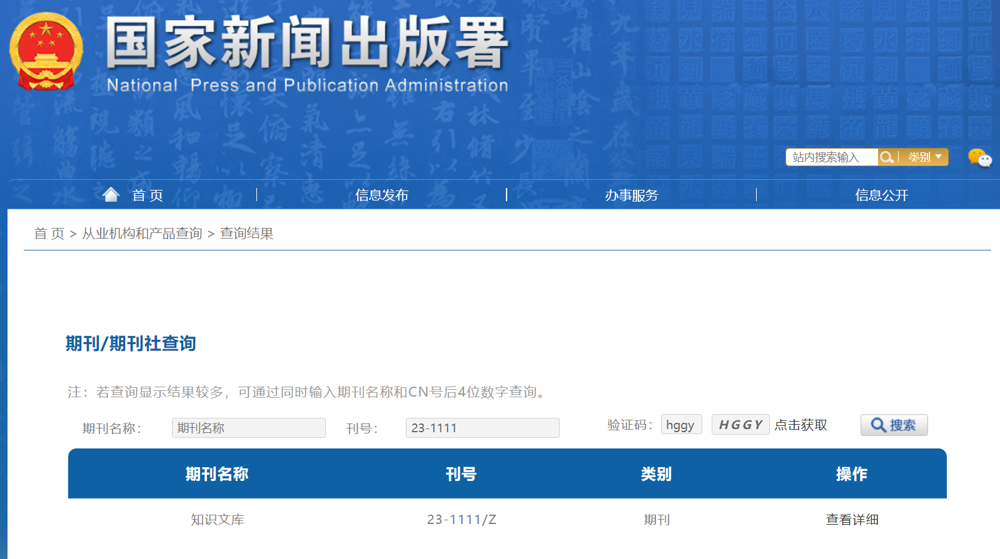 国家新闻出版署
National Press and Publication Administration
站内搜索输入 类别
首 页 信息发布 办事服务 信息公开
首 页 > 从业机构和产品查询 > 查询结果
期刊/期刊社查询
注：若查询显示结果较多，可通过同时输入期刊名称和CN号后4位数字查询。
期刊名称： 期刊名称 刊号： 23-1111 验证码： hggy HGGY 点击获取 搜索
期刊名称 刊号 类别 操作
知识文库 23-1111/Z 期刊 查看详细